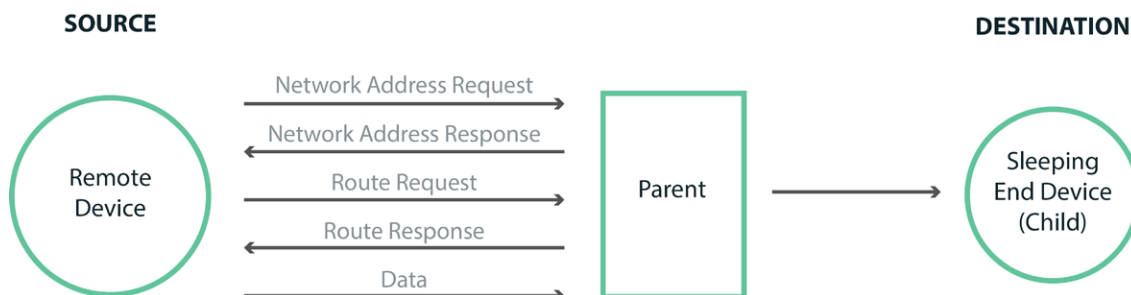 SOURCE
DESTINATION
Network Address Request
Network Address Response
Remote
Device
Route Request
Parent
Sleeping
End Device
(Child)
Route Response
Data